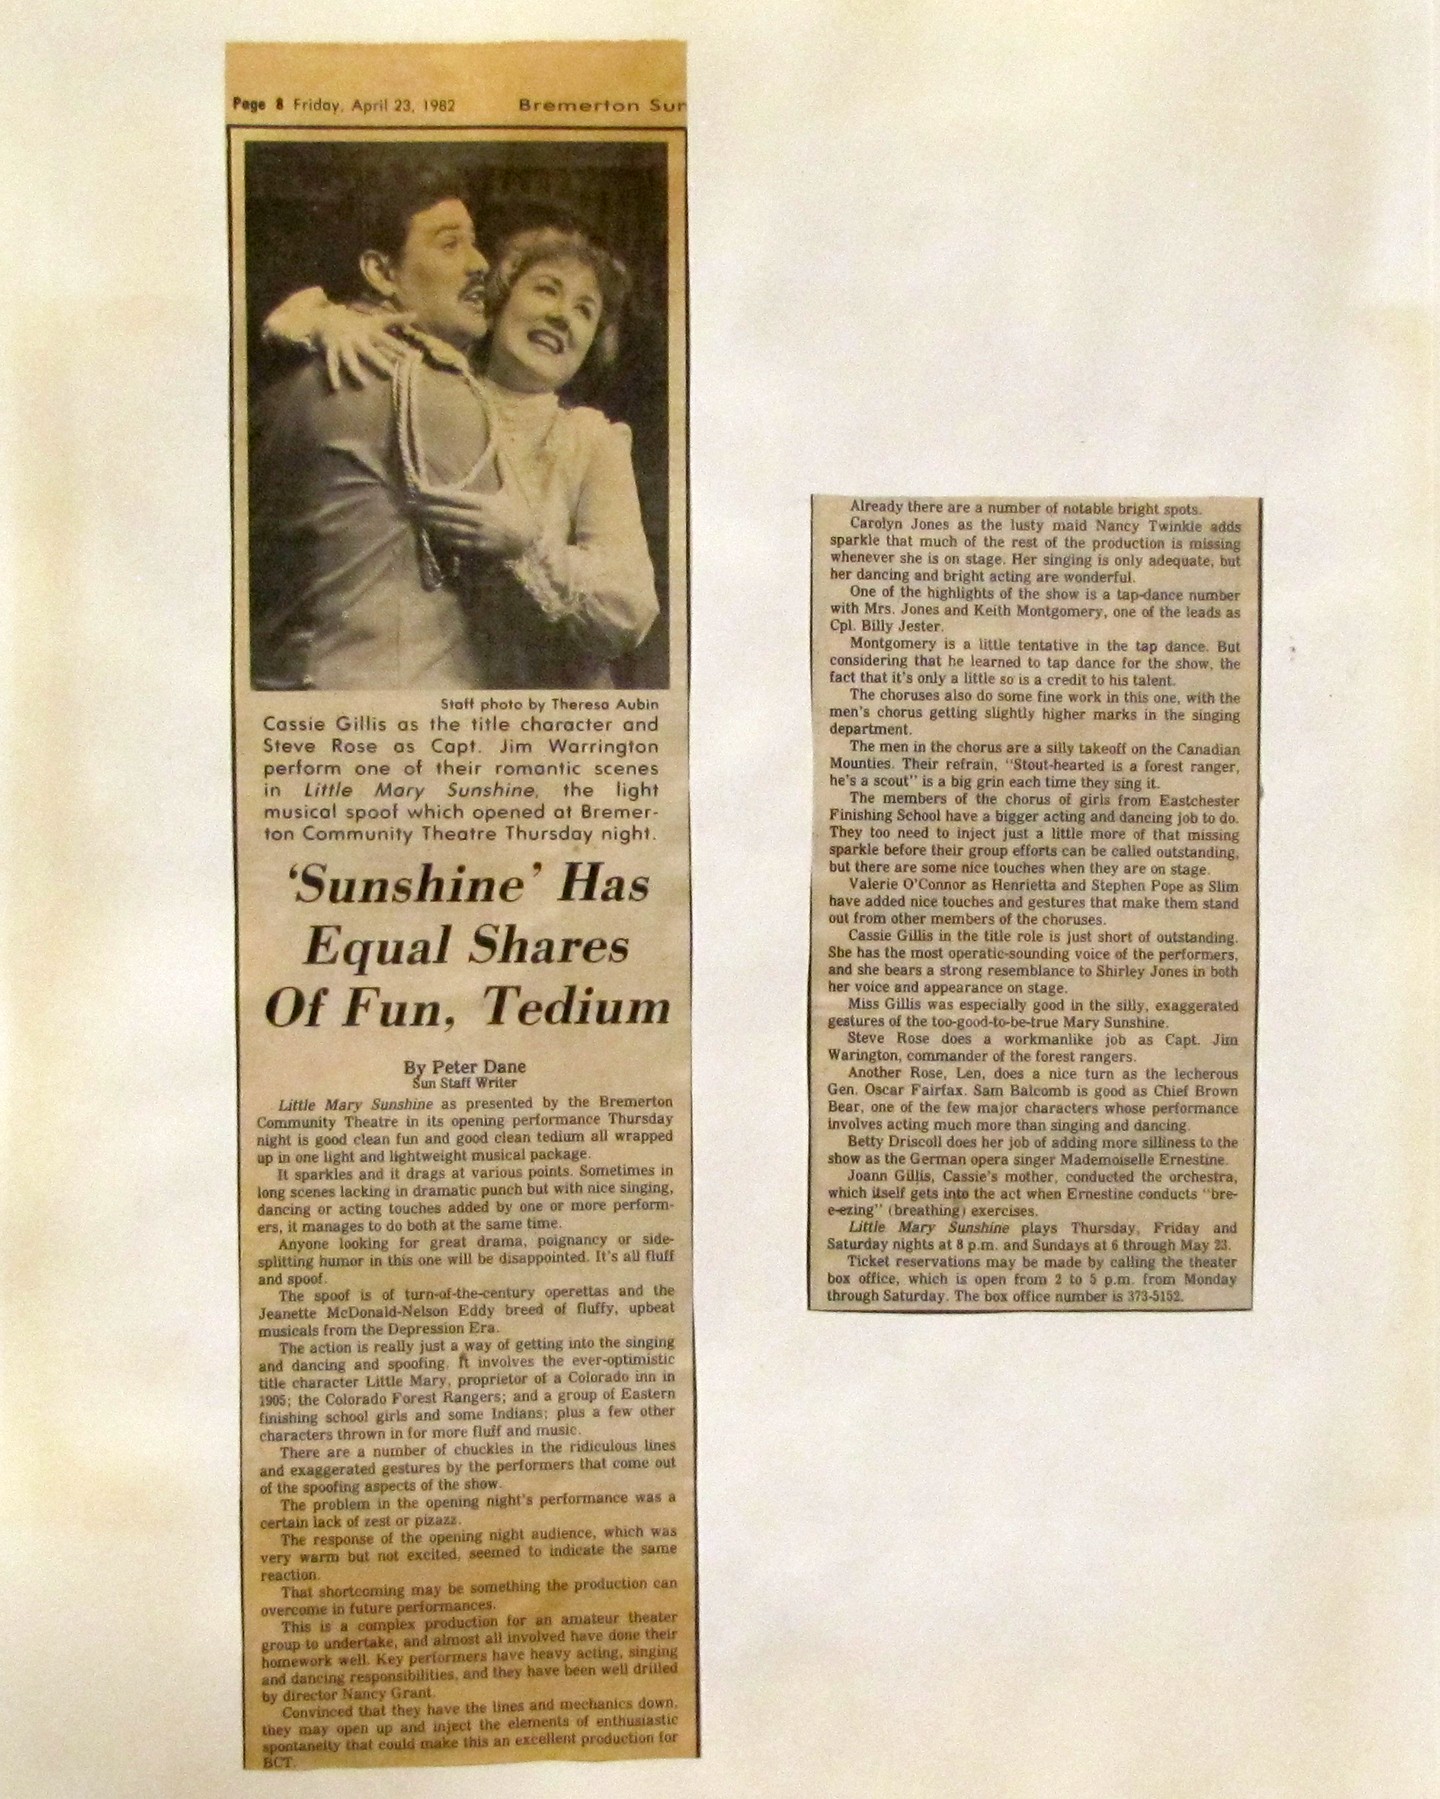 Page 8 Friday, April 23, 1982 Bremerton Sun
Staff photo by Theresa Aubin
Cassie Gillis as the title character and
Steve Rose as Capt. Jim Warrington
perform one of their romantic scenes
in Little Mary Sunshine, the light
musical spoof which opened at Bremer-
ton Community Theatre Thursday night.
‘Sunshine’ Has
Equal Shares
Of Fun, Tedium
By Peter Dane
Sun Staff Writer
Little Mary Sunshine as presented by the Bremerton
Community Theatre in its opening performance Thursday
night is good clean fun and good clean tedium all wrapped
up in one light and lightweight musical package.
It sparkles and it drags at various points. Sometimes in
long scenes lacking in dramatic punch but with nice singing,
dancing or acting touches added by one or more perform-
ers, it manages to do both at the same time.
Anyone looking for great drama, poignancy or side-
splitting humor in this one will be disappointed. It's all fluff
and spoof.
The spoof is of turn-of-the-century operettas and the
Jeanette McDonald-Nelson Eddy breed of fluffy, upbeat
musicals from the Depression Era.
The action is really just a way of getting into the singing
and dancing and spoofing. It involves the ever-optimistic
title character Little Mary, proprietor of a Colorado inn in
1905; the Colorado Forest Rangers; and a group of Eastern
finishing school girls and some Indians; plus a few other
characters thrown in for more fluff and music.
There are a number of chuckles in the ridiculous lines
and exaggerated gestures by the performers that come out
of the spoofing aspects of the show.
The problem in the opening night's performance was a
certain lack of zest or pizazz.
The response of the opening night audience, which was
very warm but not excited, seemed to indicate the same
reaction.
That shortcoming may be something the production can
overcome in future performances.
This is a complex production for an amateur theater
group to undertake, and almost all involved have done their
homework well. Key performers have heavy acting, singing
and dancing responsibilities, and they have been well drilled
by director Nancy Grant.
Convinced that they have the lines and mechanics down,
they may open up and inject the elements of enthusiastic
spontaneity that could make this an excellent production for
BCT.
Already there are a number of notable bright spots.
Carolyn Jones as the lusty maid Nancy Twinkle adds
sparkle that much of the rest of the production is missing
whenever she is on stage. Her singing is only adequate, but
her dancing and bright acting are wonderful.
One of the highlights of the show is a tap-dance number
with Mrs. Jones and Keith Montgomery, one of the leads as
Cpl. Billy Jester.
Montgomery is a little tentative in the tap dance. But
considering that he learned to tap dance for the show, the
fact that it's only a little so is a credit to his talent.
The choruses also do some fine work in this one, with the
men's chorus getting slightly higher marks in the singing
department.
The men in the chorus are a silly takeoff on the Canadian
Mounties. Their refrain, "Stout-hearted is a forest ranger,
he's a scout" is a big grin each time they sing it.
The members of the chorus of girls from Eastchester
Finishing School have a bigger acting and dancing job to do.
They too need to inject just a little more of that missing
sparkle before their group efforts can be called outstanding,
but there are some nice touches when they are on stage.
Valerie O'Connor as Henrietta and Stephen Pope as Slim
have added nice touches and gestures that make them stand
out from other members of the choruses.
Cassie Gillis in the title role is just short of outstanding.
She has the most operatic-sounding voice of the performers,
and she bears a strong resemblance to Shirley Jones in both
her voice and appearance on stage.
Miss Gillis was especially good in the silly, exaggerated
gestures of the too-good-to-be-true Mary Sunshine.
Steve Rose does a workmanlike job as Capt. Jim
Warington, commander of the forest rangers.
Another Rose, Len, does a nice turn as the lecherous
Gen. Oscar Fairfax. Sam Balcomb is good as Chief Brown
Bear, one of the few major characters whose performance
involves acting much more than singing and dancing.
Betty Driscoll does her job of adding more silliness to the
show as the German opera singer Mademoiselle Ernestine.
Joann Gillis, Cassie's mother, conducted the orchestra,
which itself gets into the act when Ernestine conducts "bre-
e-ezing" (breathing) exercises.
Little Mary Sunshine plays Thursday, Friday and
Saturday nights at 8 p.m. and Sundays at 6 through May 23.
Ticket reservations may be made by calling the theater
box office, which is open from 2 to 5 p.m. from Monday
through Saturday. The box office number is 373-5152.